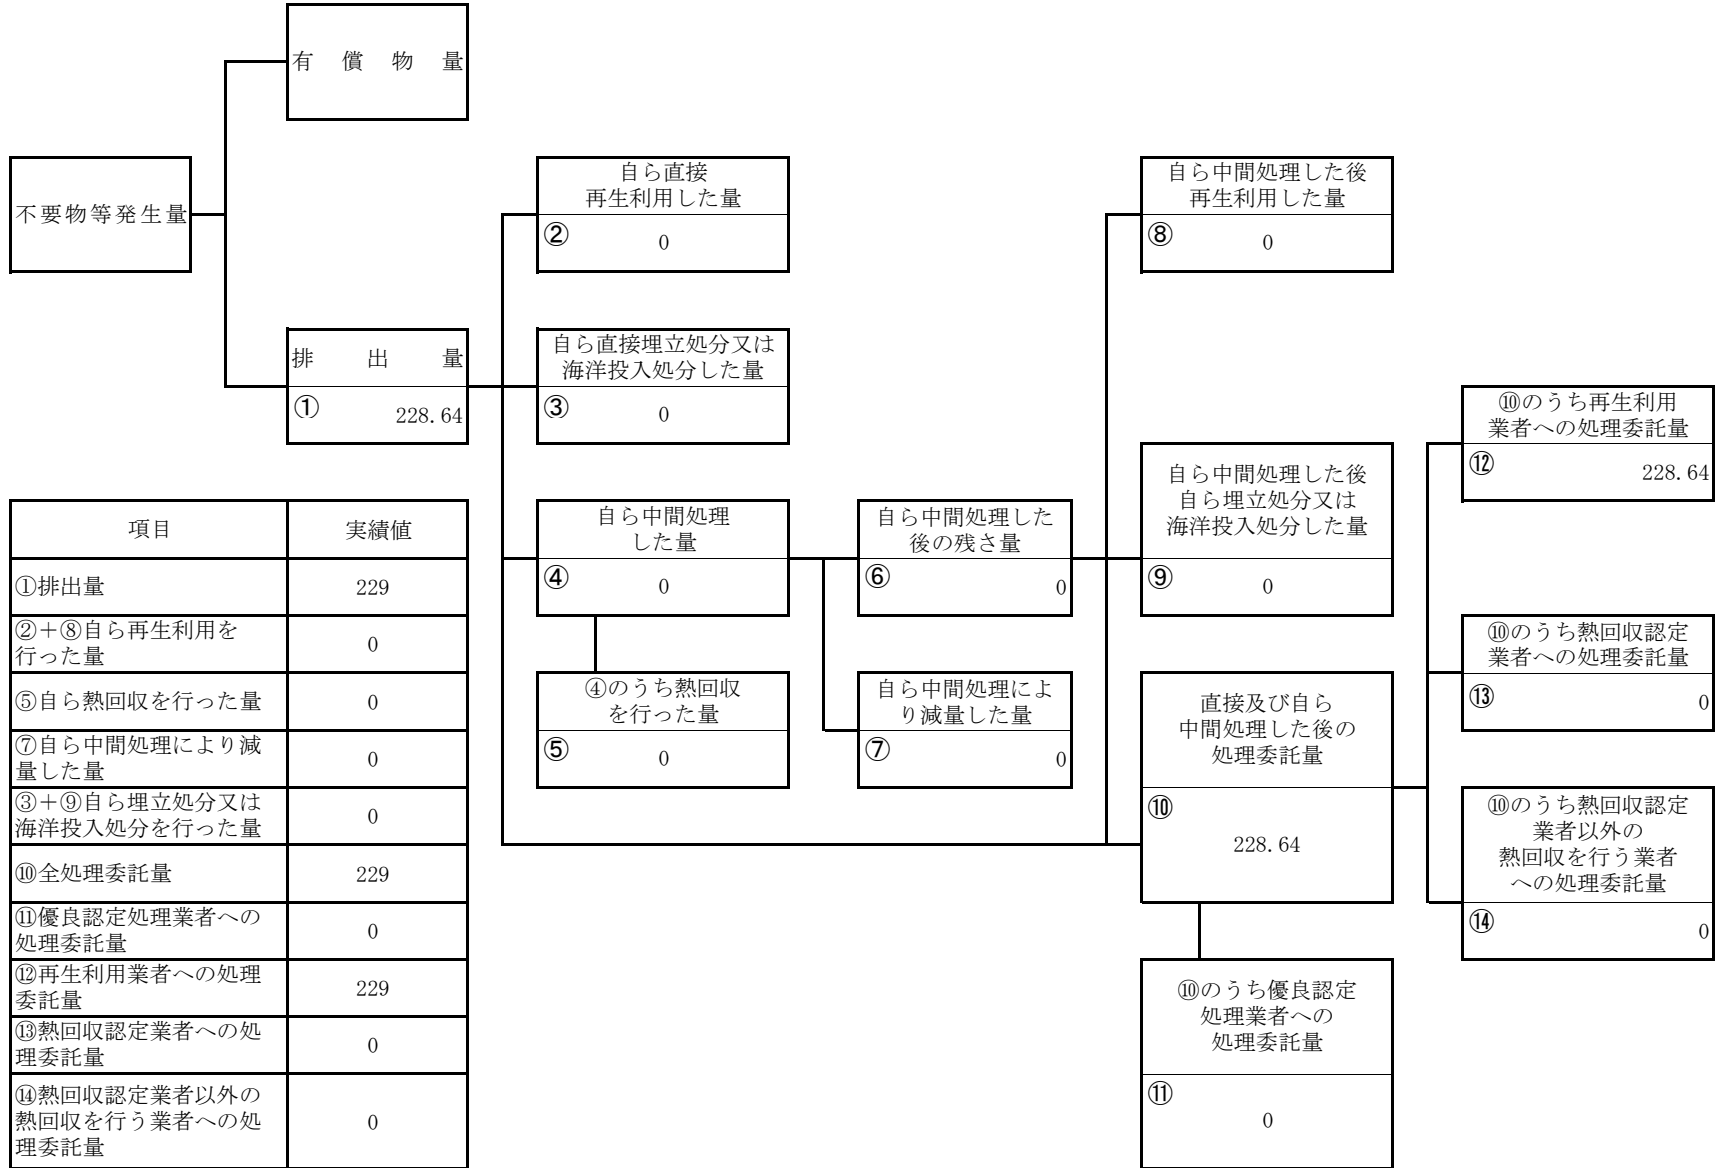 有償物量
不要物等発生量
排出量
① 228.64
自ら直接
再生利用した量
② 0
自ら直接埋立処分又は
海洋投入処分した量
③ 0
自ら中間処理
した量
④ 0
④のうち熱回収
を行った量
⑤ 0
自ら中間処理した
後の残さ量
⑥ 0
自ら中間処理によ
り減量した量
⑦ 0
自ら中間処理した後
再生利用した量
⑧ 0
自ら中間処理した後
自ら埋立処分又は
海洋投入処分した量
⑨ 0
直接及び自ら
中間処理した後の
処理委託量
⑩
228.64
⑩のうち優良認定
処理業者への
処理委託量
⑪
0
⑩のうち再生利用
業者への処理委託量
⑫ 228.64
⑩のうち熱回収認定
業者への処理委託量
⑬ 0
⑩のうち熱回収認定
業者以外の
熱回収を行う業者
への処理委託量
⑭ 0
項目 実績値
①排出量 229
②+⑧自ら再生利用を
行った量 0
⑤自ら熱回収を行った量 0
⑦自ら中間処理により減
量した量 0
③+⑨自ら埋立処分又は
海洋投入処分を行った量 0
⑩全処理委託量 229
⑪優良認定処理業者への
処理委託量 0
⑫再生利用業者への処理
委託量 229
⑬熱回収認定業者への処
理委託量 0
⑭熱回収認定業者以外の
熱回収を行う業者への処
理委託量 0